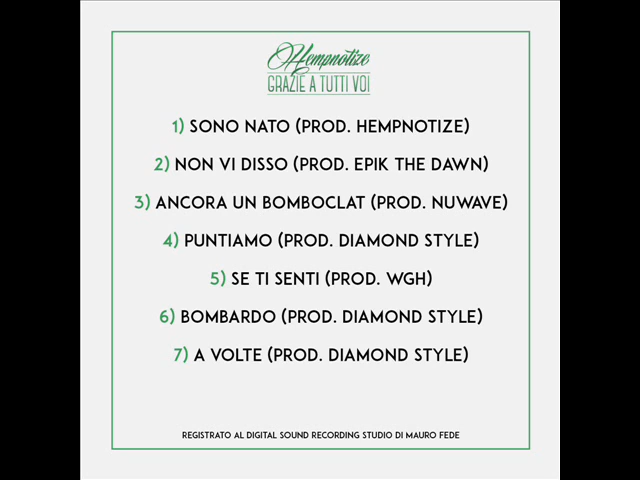 Hempnotize
GRAZIE A TUTTI VOI
1) SONO NATO (PROD. HEMPNOTIZE)
2) NON VI DISSO (PROD. EPIK THE DAWN)
3) ANCORA UN BOMBOCLAT (PROD. NUWAVE)
4) PUNTIAMO (PROD. DIAMOND STYLE)
5) SE TI SENTI (PROD. WGH)
6) BOMBARDO (PROD. DIAMOND STYLE)
7) A VOLTE (PROD. DIAMOND STYLE)
REGISTRATO AL DIGITAL SOUND RECORDING STUDIO DI MAURO FEDE